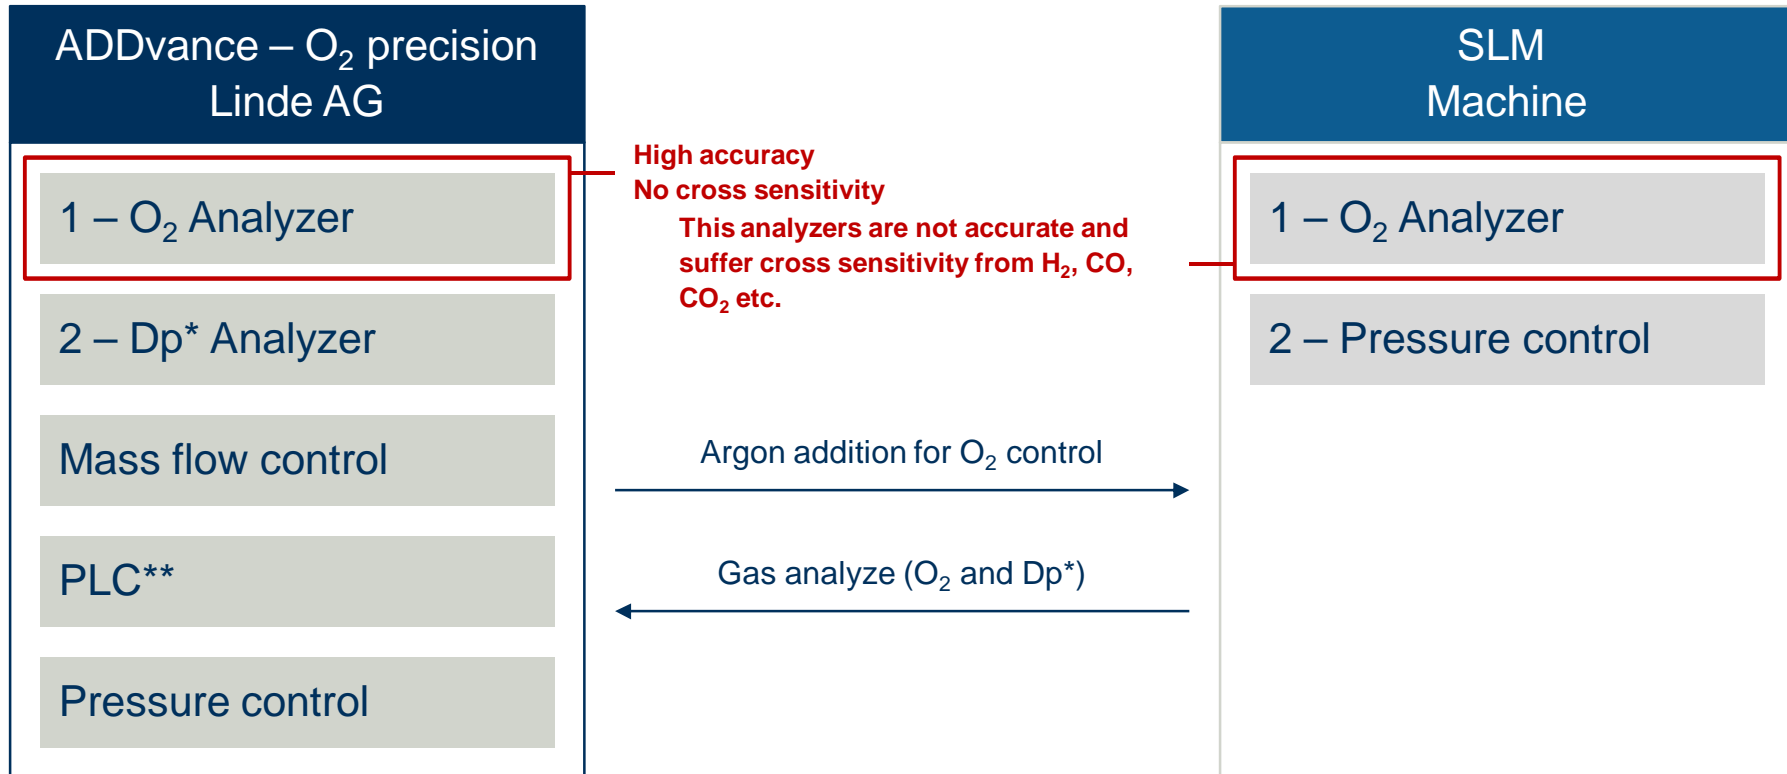 ADDvance – O₂ precision
Linde AG
1 – O₂ Analyzer
2 – Dp* Analyzer
Mass flow control
PLC**
Pressure control
High accuracy
No cross sensitivity
This analyzers are not accurate and
suffer cross sensitivity from H₂, CO,
CO₂ etc.
Argon addition for O₂ control
Gas analyze (O₂ and Dp*)
SLM
Machine
1 – O₂ Analyzer
2 – Pressure control